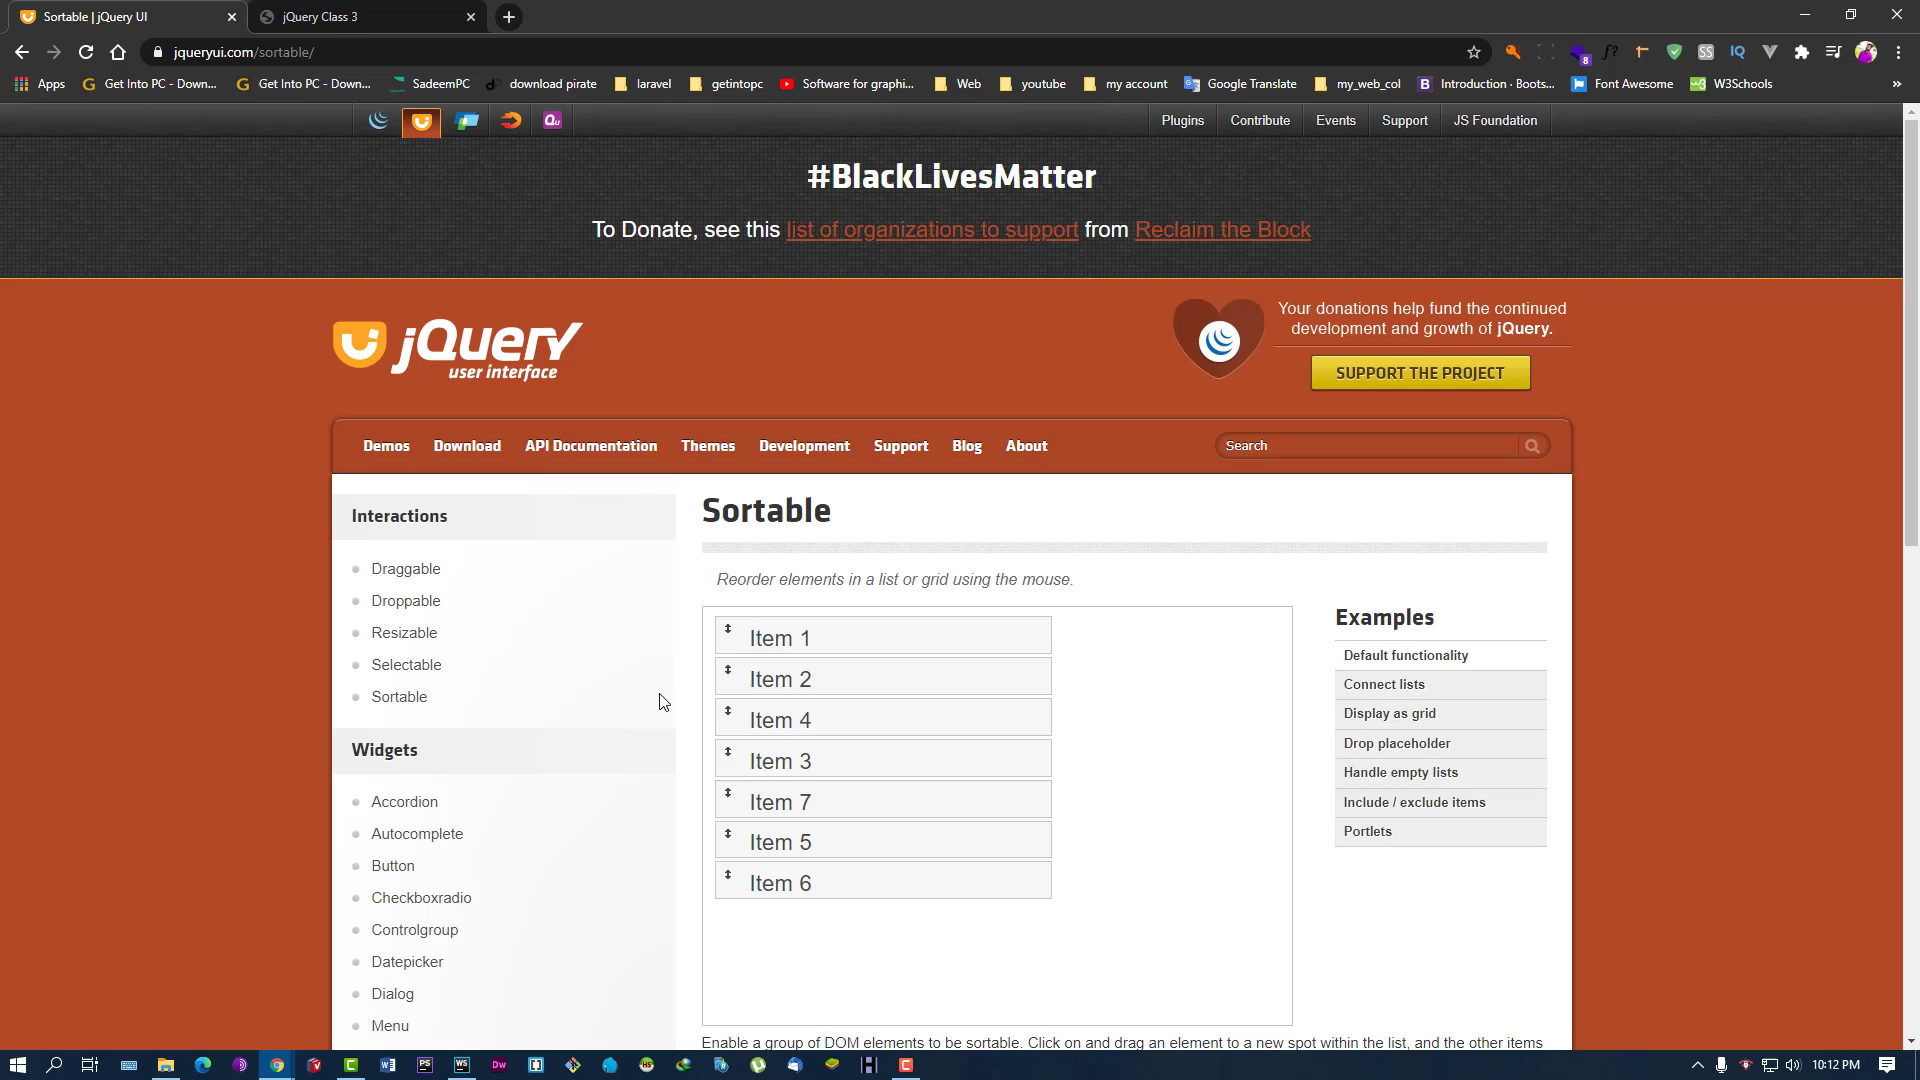 Sortable | jQuery UI
jQuery Class 3
jqueryui.com/sortable/
8
f?
SS
IQ
Apps
Get Into PC - Down...
Get Into PC - Down...
SadeemPC
download pirate
laravel
getintopc
Software for graphi...
Web
youtube
my account
Google Translate
my_web_col
Introduction · Boots...
Font Awesome
W3Schools
Plugins
Contribute
Events
Support
JS Foundation
#BlackLivesMatter
To Donate, see this list of organizations to support from Reclaim the Block
jQuery
user interface
Your donations help fund the continued
development and growth of jQuery.
SUPPORT THE PROJECT
Demos
Download
API Documentation
Themes
Development
Support
Blog
About
Search
Interactions
Draggable
Droppable
Resizable
Selectable
Sortable
Widgets
Accordion
Autocomplete
Button
Checkboxradio
Controlgroup
Datepicker
Dialog
Menu
Sortable
Reorder elements in a list or grid using the mouse.
Item 1
Item 2
Item 4
Item 3
Item 7
Item 5
Item 6
Examples
Default functionality
Connect lists
Display as grid
Drop placeholder
Handle empty lists
Include / exclude items
Portlets
Enable a group of DOM elements to be sortable. Click on and drag an element to a new spot within the list, and the other items
10:12 PM